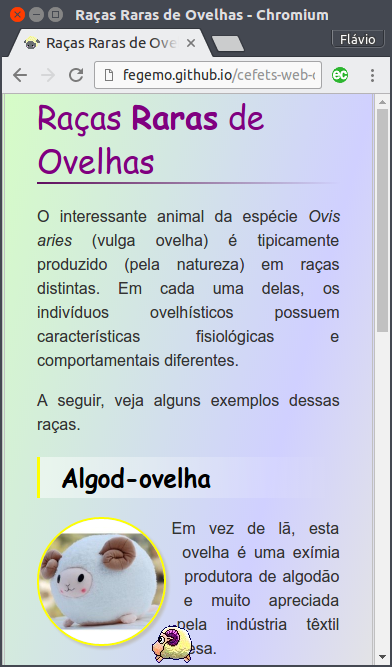 Raças Raras de Ovelhas - Chromium
Raças Raras de Ove
Flávio
fegemo.github.io/cefets-web-
Raças Raras de
Ovelhas
O interessante animal da espécie Ovis
aries (vulga ovelha) é tipicamente
produzido (pela natureza) em raças
distintas. Em cada uma delas, os
indivíduos ovelhísticos possuem
características fisiológicas e
comportamentais diferentes.
A seguir, veja alguns exemplos dessas
raças.
Algod-ovelha
Em vez de lã, esta
ovelha é uma exímia
produtora de algodão
e muito apreciada
pela indústria têxtil